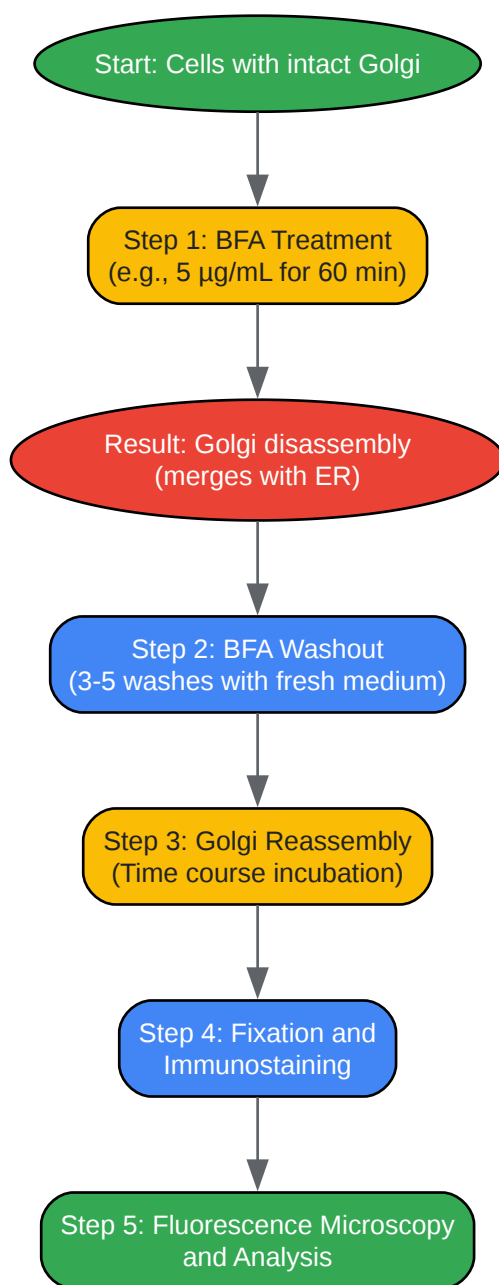 Start: Cells with intact Golgi
Step 1: BFA Treatment
(e.g., 5 µg/mL for 60 min)
Result: Golgi disassembly
(merges with ER)
Step 2: BFA Washout
(3-5 washes with fresh medium)
Step 3: Golgi Reassembly
(Time course incubation)
Step 4: Fixation and
Immunostaining
Step 5: Fluorescence Microscopy
and Analysis